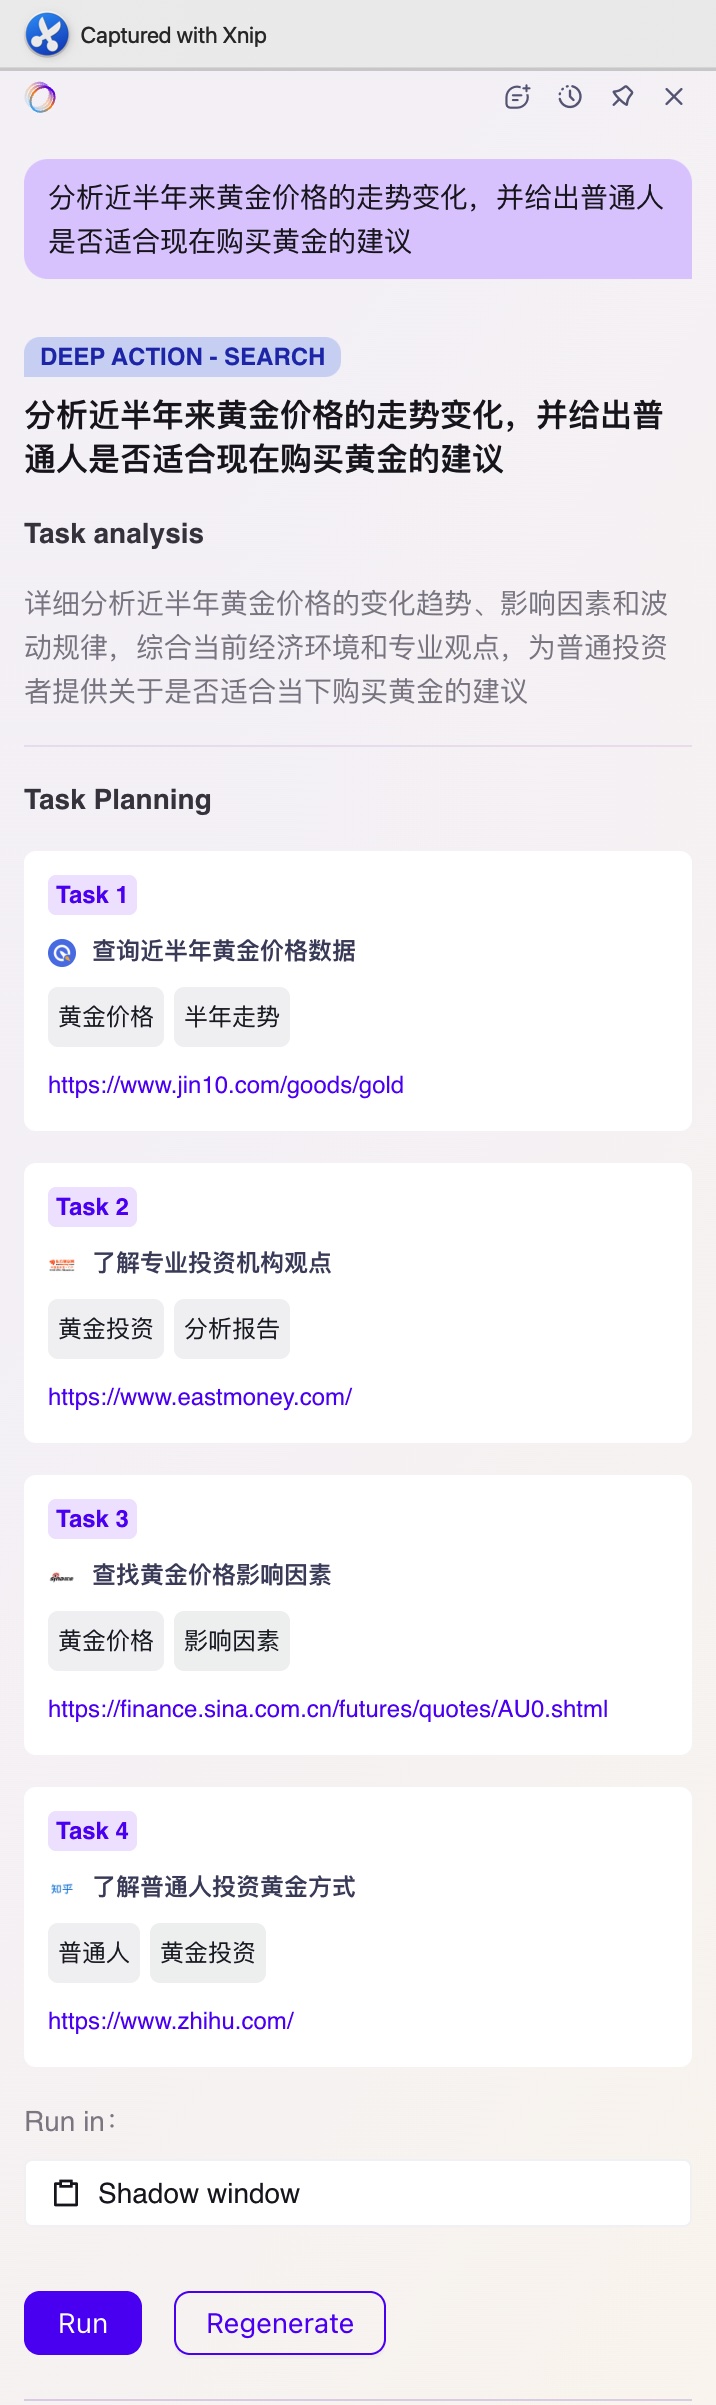 Captured with Xnip
分析近半年来黄金价格的走势变化，并给出普通人
是否适合现在购买黄金的建议
DEEP ACTION - SEARCH
分析近半年来黄金价格的走势变化，并给出普
通人是否适合现在购买黄金的建议
Task analysis
详细分析近半年黄金价格的变化趋势、影响因素和波
动规律，综合当前经济环境和专业观点，为普通投资
者提供关于是否适合当下购买黄金的建议
Task Planning
Task 1
查询近半年黄金价格数据
黄金价格 半年走势
https://www.jin10.com/goods/gold
Task 2
了解专业投资机构观点
黄金投资 分析报告
https://www.eastmoney.com/
Task 3
查找黄金价格影响因素
黄金价格 影响因素
https://finance.sina.com.cn/futures/quotes/AU0.shtml
Task 4
知乎 了解普通人投资黄金方式
普通人 黄金投资
https://www.zhihu.com/
Run in：
Shadow window
Run Regenerate